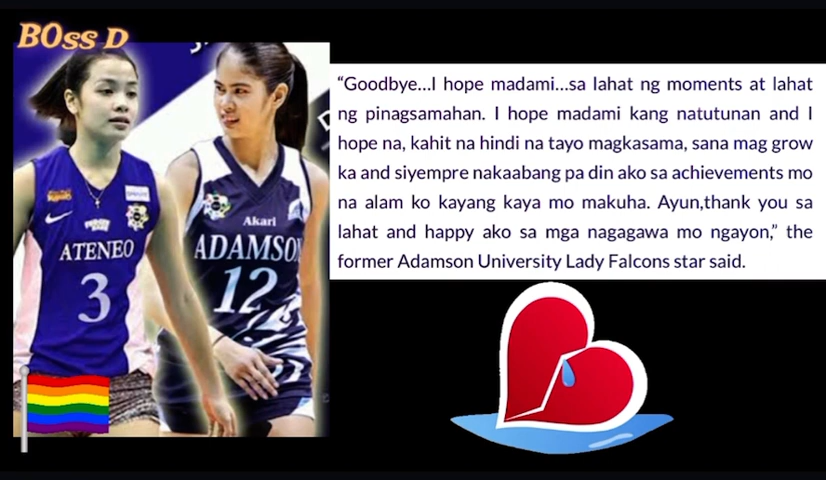 BOss D
“Goodbye...I hope madami...sa lahat ng moments at lahat
ng pinagsamahan. I hope madami kang natutunan and I
hope na, kahit na hindi na tayo magkasama, sana mag grow
ka and siyempre nakaabang pa din ako sa achievements mo
na alam ko kayang kaya mo makuha. Ayun,thank you sa
lahat and happy ako sa mga nagagawa mo ngayon,” the
former Adamson University Lady Falcons star said.
ATENEO
3
Akari
ADAMSO
12